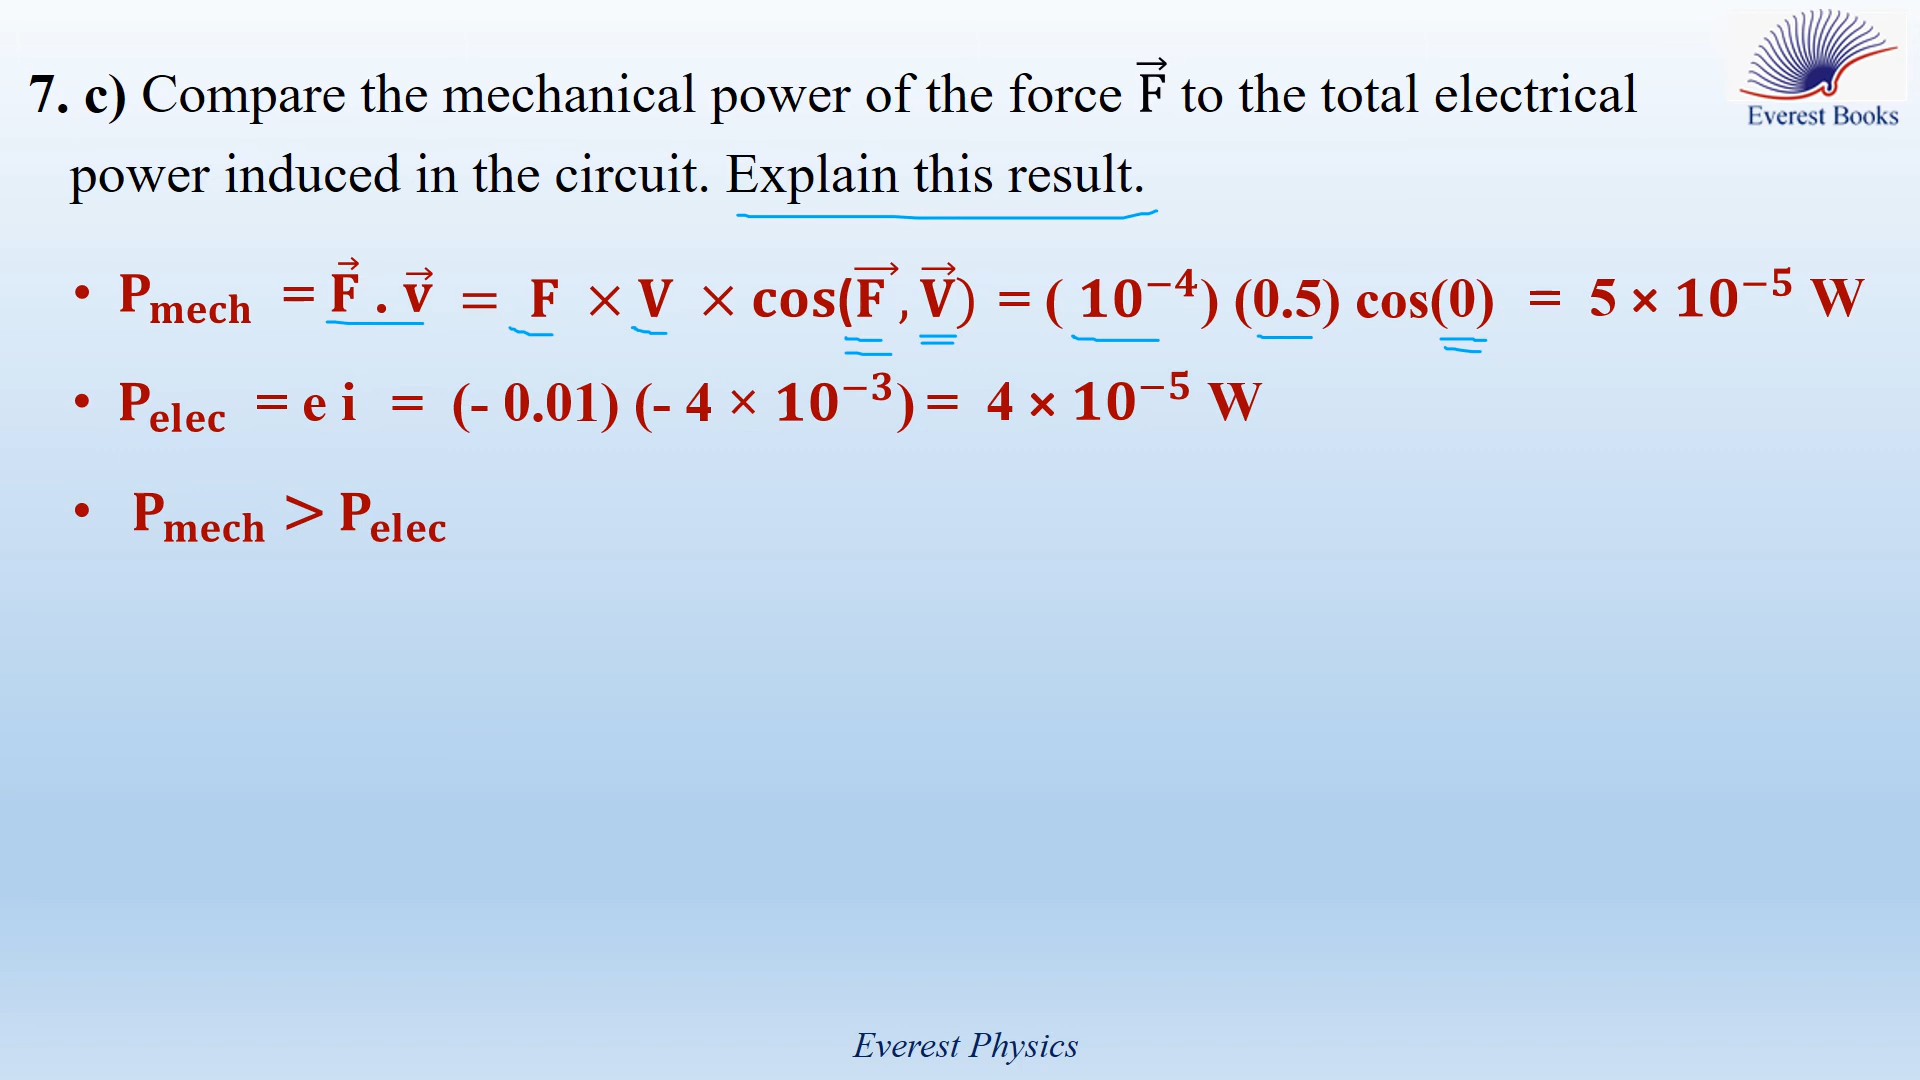 7. c) Compare the mechanical power of the force F⃗ to the total electrical
power induced in the circuit. Explain this result.
Everest Books
• Pmech = F⃗ . v⃗ = F × V × cos(F⃗ , V⃗) = ( 10⁻⁴) (0.5) cos(0) = 5 × 10⁻⁵ W
• Pelec = e i = (- 0.01) (- 4 × 10⁻³) = 4 × 10⁻⁵ W
• Pmech > Pelec
Everest Physics